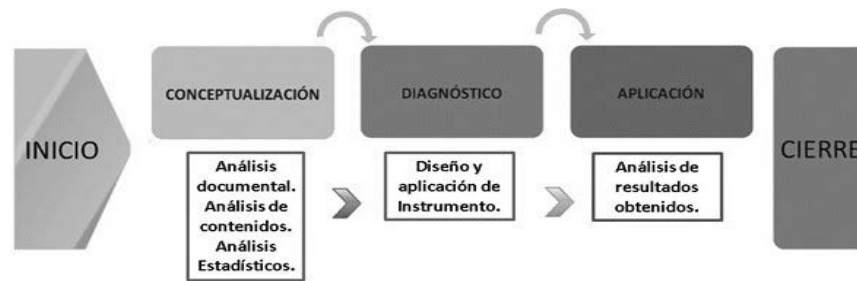 INICIO
CONCEPTUALIZACIÓN
Análisis
documental.
Análisis de
contenidos.
Análisis
Estadísticos.
DIAGNÓSTICO
Diseño y
aplicación de
Instrumento.
APLICACIÓN
Análisis de
resultados
obtenidos.
CIERRE